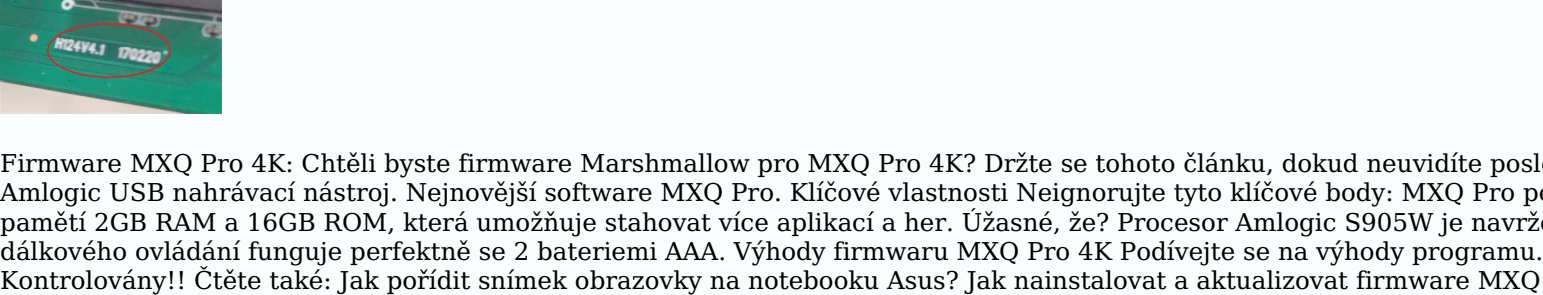 H124V4.1 170220
Firmware MXQ Pro 4K: Chtěli byste firmware Marshmallow pro MXQ Pro 4K? Držte se tohoto článku, dokud neuvidíte posl
Amlogic USB nahrávací nástroj. Nejnovější software MXQ Pro. Klíčové vlastnosti Neignorujte tyto klíčové body: MXQ Pro p
pamětí 2GB RAM a 16GB ROM, která umožňuje stahovat více aplikací a her. Úžasné, že? Procesor Amlogic S905W je navrž
dálkového ovládání funguje perfektně se 2 bateriemi AAA. Výhody firmwaru MXQ Pro 4K Podívejte se na výhody programu.
Kontrolovány!! Čtěte také: Jak pořídit snímek obrazovky na notebooku Asus? Jak nainstalovat a aktualizovat firmware MXQ